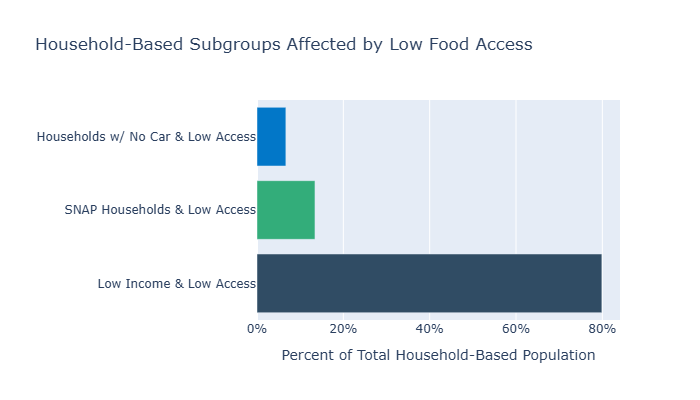 Household-Based Subgroups Affected by Low Food Access
Households w/ No Car & Low Access
SNAP Households & Low Access
Low Income & Low Access
0% 20% 40% 60% 80%
Percent of Total Household-Based Population